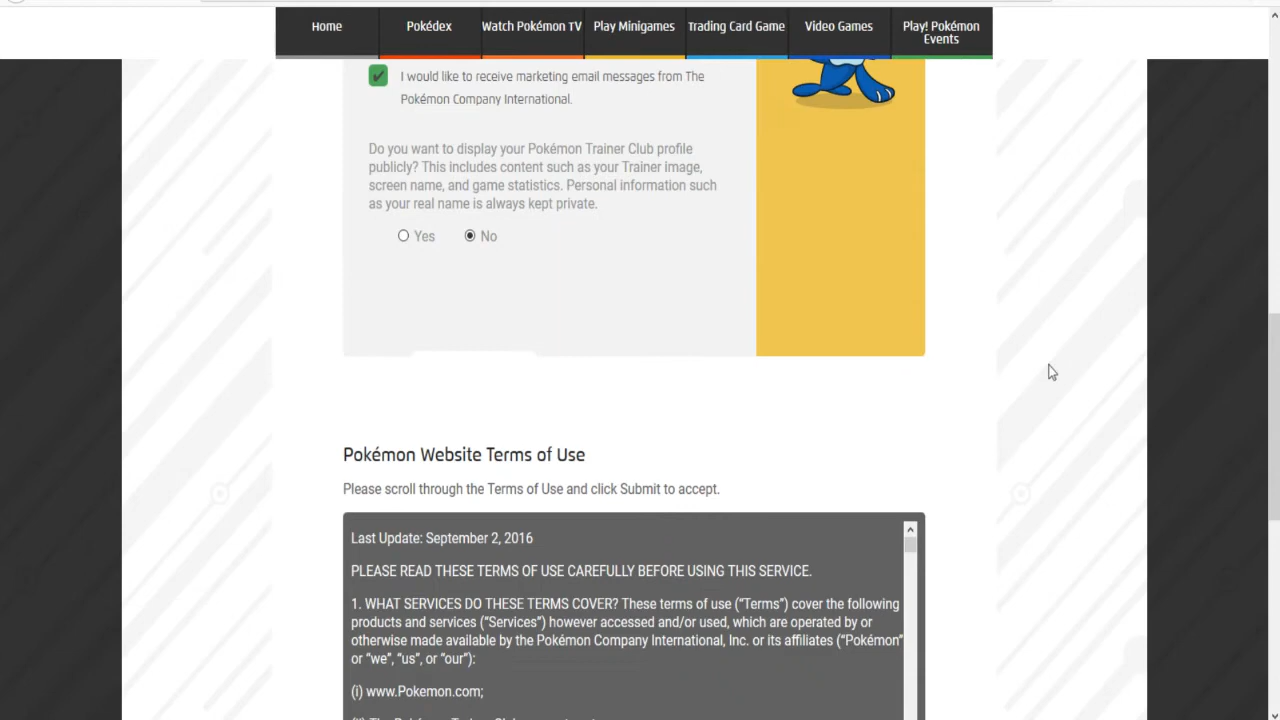 Home
Pokédex
Watch Pokémon TV
Play Minigames
Trading Card Game
Video Games
Play! Pokémon
Events
I would like to receive marketing email messages from The
Pokémon Company International.
Do you want to display your Pokémon Trainer Club profile
publicly? This includes content such as your Trainer image,
screen name, and game statistics. Personal information such
as your real name is always kept private.
Yes No
Pokémon Website Terms of Use
Please scroll through the Terms of Use and click Submit to accept.
Last Update: September 2, 2016
PLEASE READ THESE TERMS OF USE CAREFULLY BEFORE USING THIS SERVICE.
1. WHAT SERVICES DO THESE TERMS COVER? These terms of use (“Terms”) cover the following
products and services (“Services”) however accessed and/or used, which are operated by or
otherwise made available by the Pokémon Company International, Inc. or its affiliates (“Pokémon”
or “we”, “us”, or “our”):
(i) www.Pokemon.com;